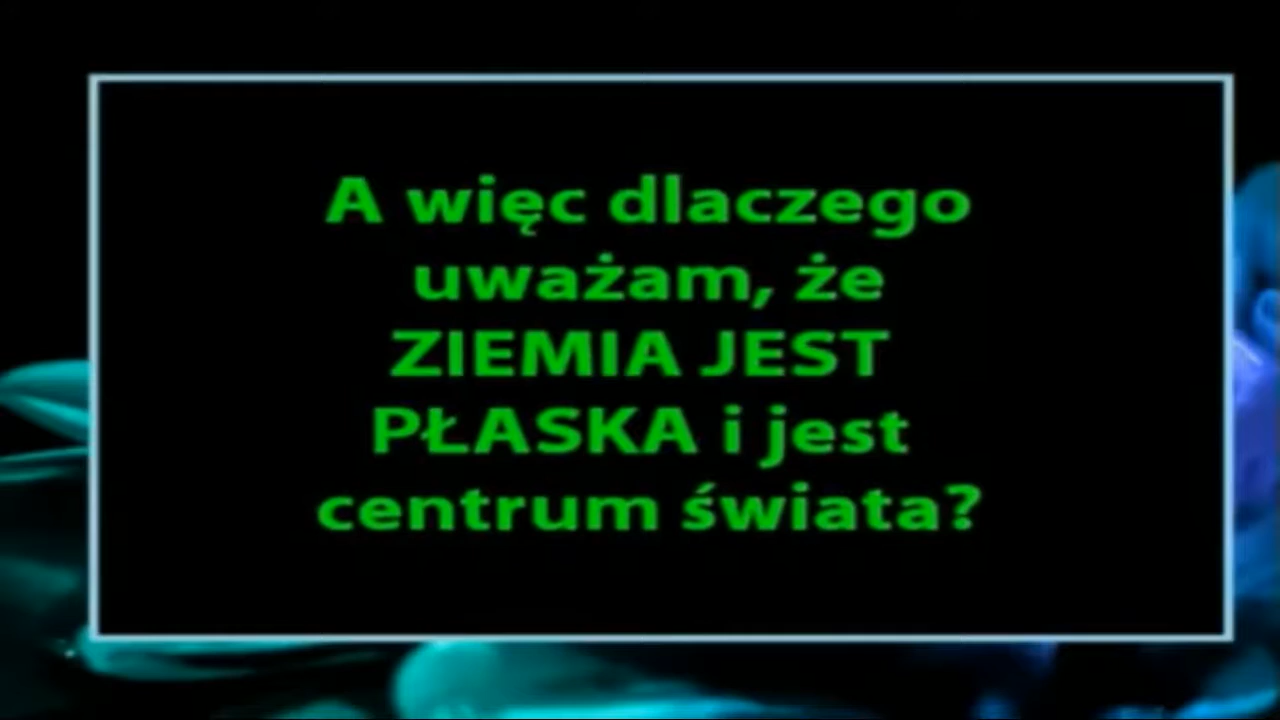 A więc dlaczego
uważam, że
ZIEMIA JEST
PŁASKA i jest
centrum świata?